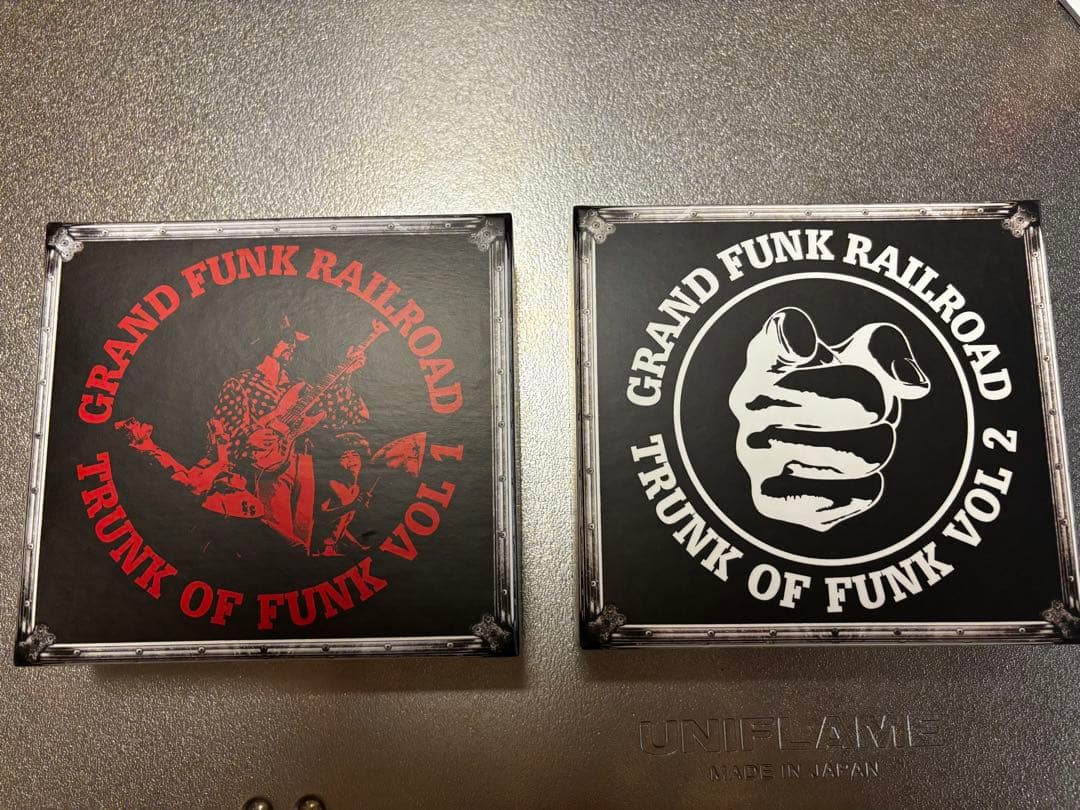 GRAND FUNK RAILROAD
TRUNK OF FUNK VOL 1
GRAND FUNK RAILROAD
TRUNK OF FUNK VOL 2
UNIFLAME
MADE IN JAPAN